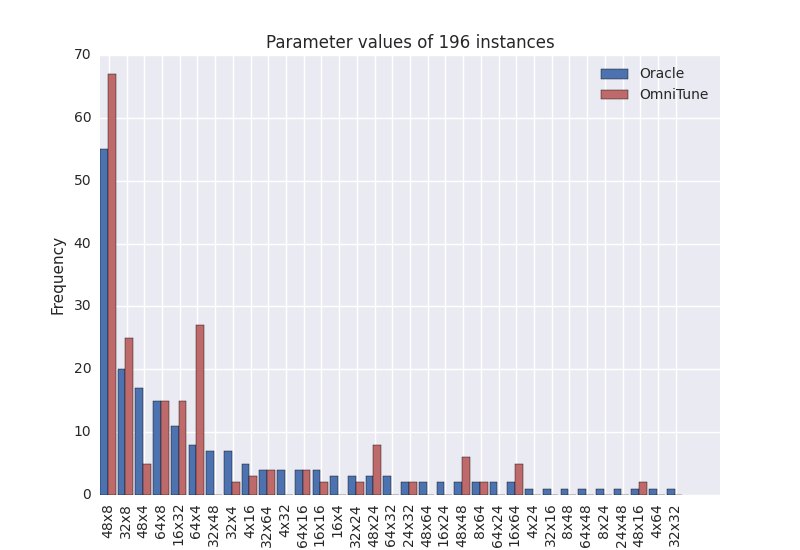 Parameter values of 196 instances
Oracle
OmniTune
Frequency
70
60
50
40
30
20
10
0
48x8
32x8
48x4
64x8
16x32
64x4
32x48
32x4
4x16
32x64
4x32
64x16
16x16
16x4
32x24
48x24
64x32
24x32
48x64
16x24
48x48
8x64
64x24
16x64
4x24
32x16
8x48
64x48
8x24
24x48
48x16
4x64
32x32